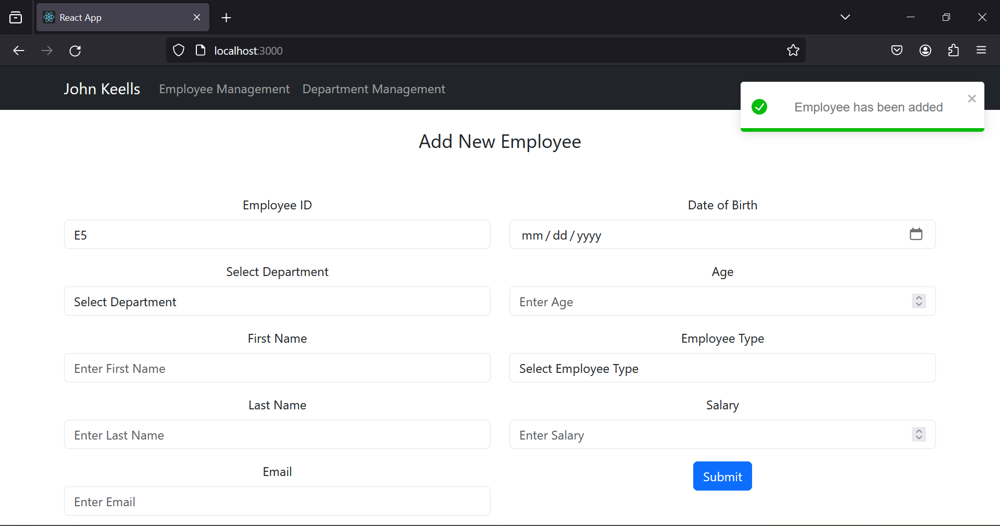 React App
localhost:3000
John Keells Employee Management Department Management
Employee has been added
Add New Employee
Employee ID
E5
Select Department
Select Department
First Name
Enter First Name
Last Name
Enter Last Name
Email
Enter Email
Date of Birth
mm / dd / yyyy
Age
Enter Age
Employee Type
Select Employee Type
Salary
Enter Salary
Submit